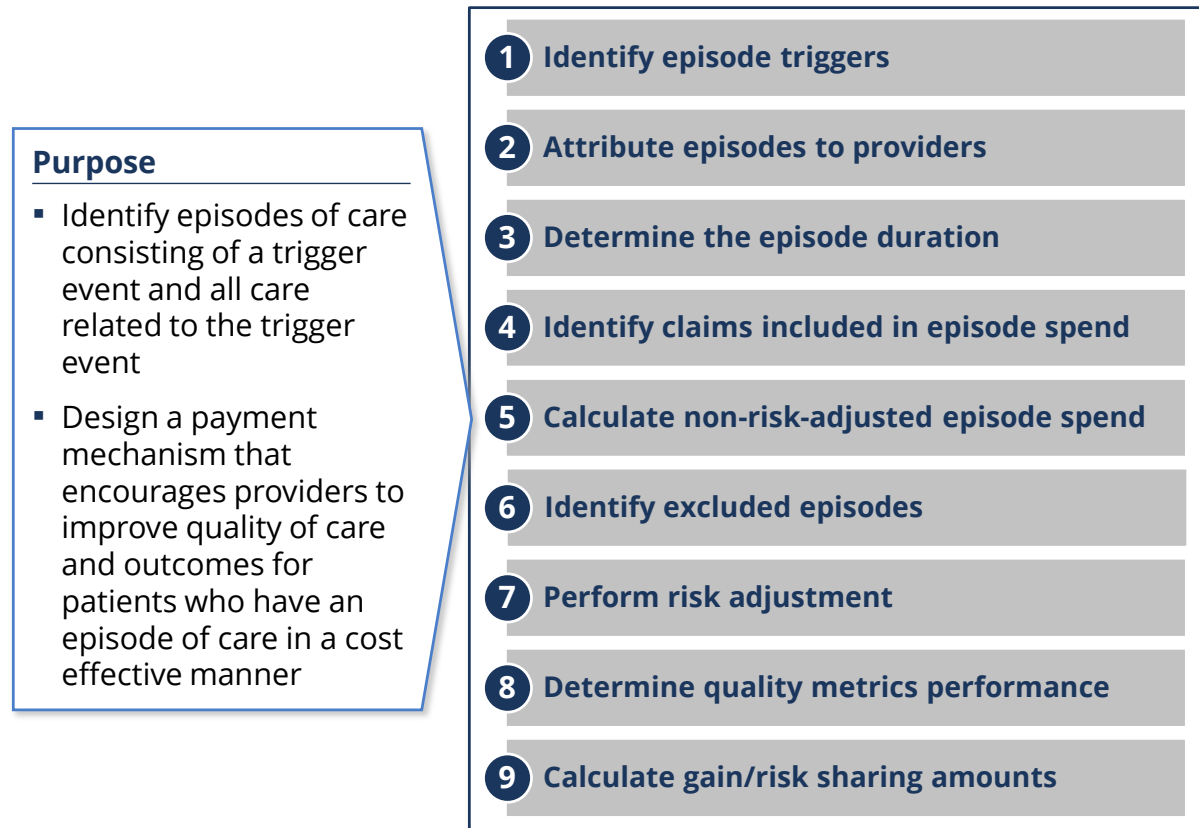 Purpose
▪ Identify episodes of care
consisting of a trigger
event and all care
related to the trigger
event
▪ Design a payment
mechanism that
encourages providers to
improve quality of care
and outcomes for
patients who have an
episode of care in a cost
effective manner
1 Identify episode triggers
2 Attribute episodes to providers
3 Determine the episode duration
4 Identify claims included in episode spend
5 Calculate non-risk-adjusted episode spend
6 Identify excluded episodes
7 Perform risk adjustment
8 Determine quality metrics performance
9 Calculate gain/risk sharing amounts